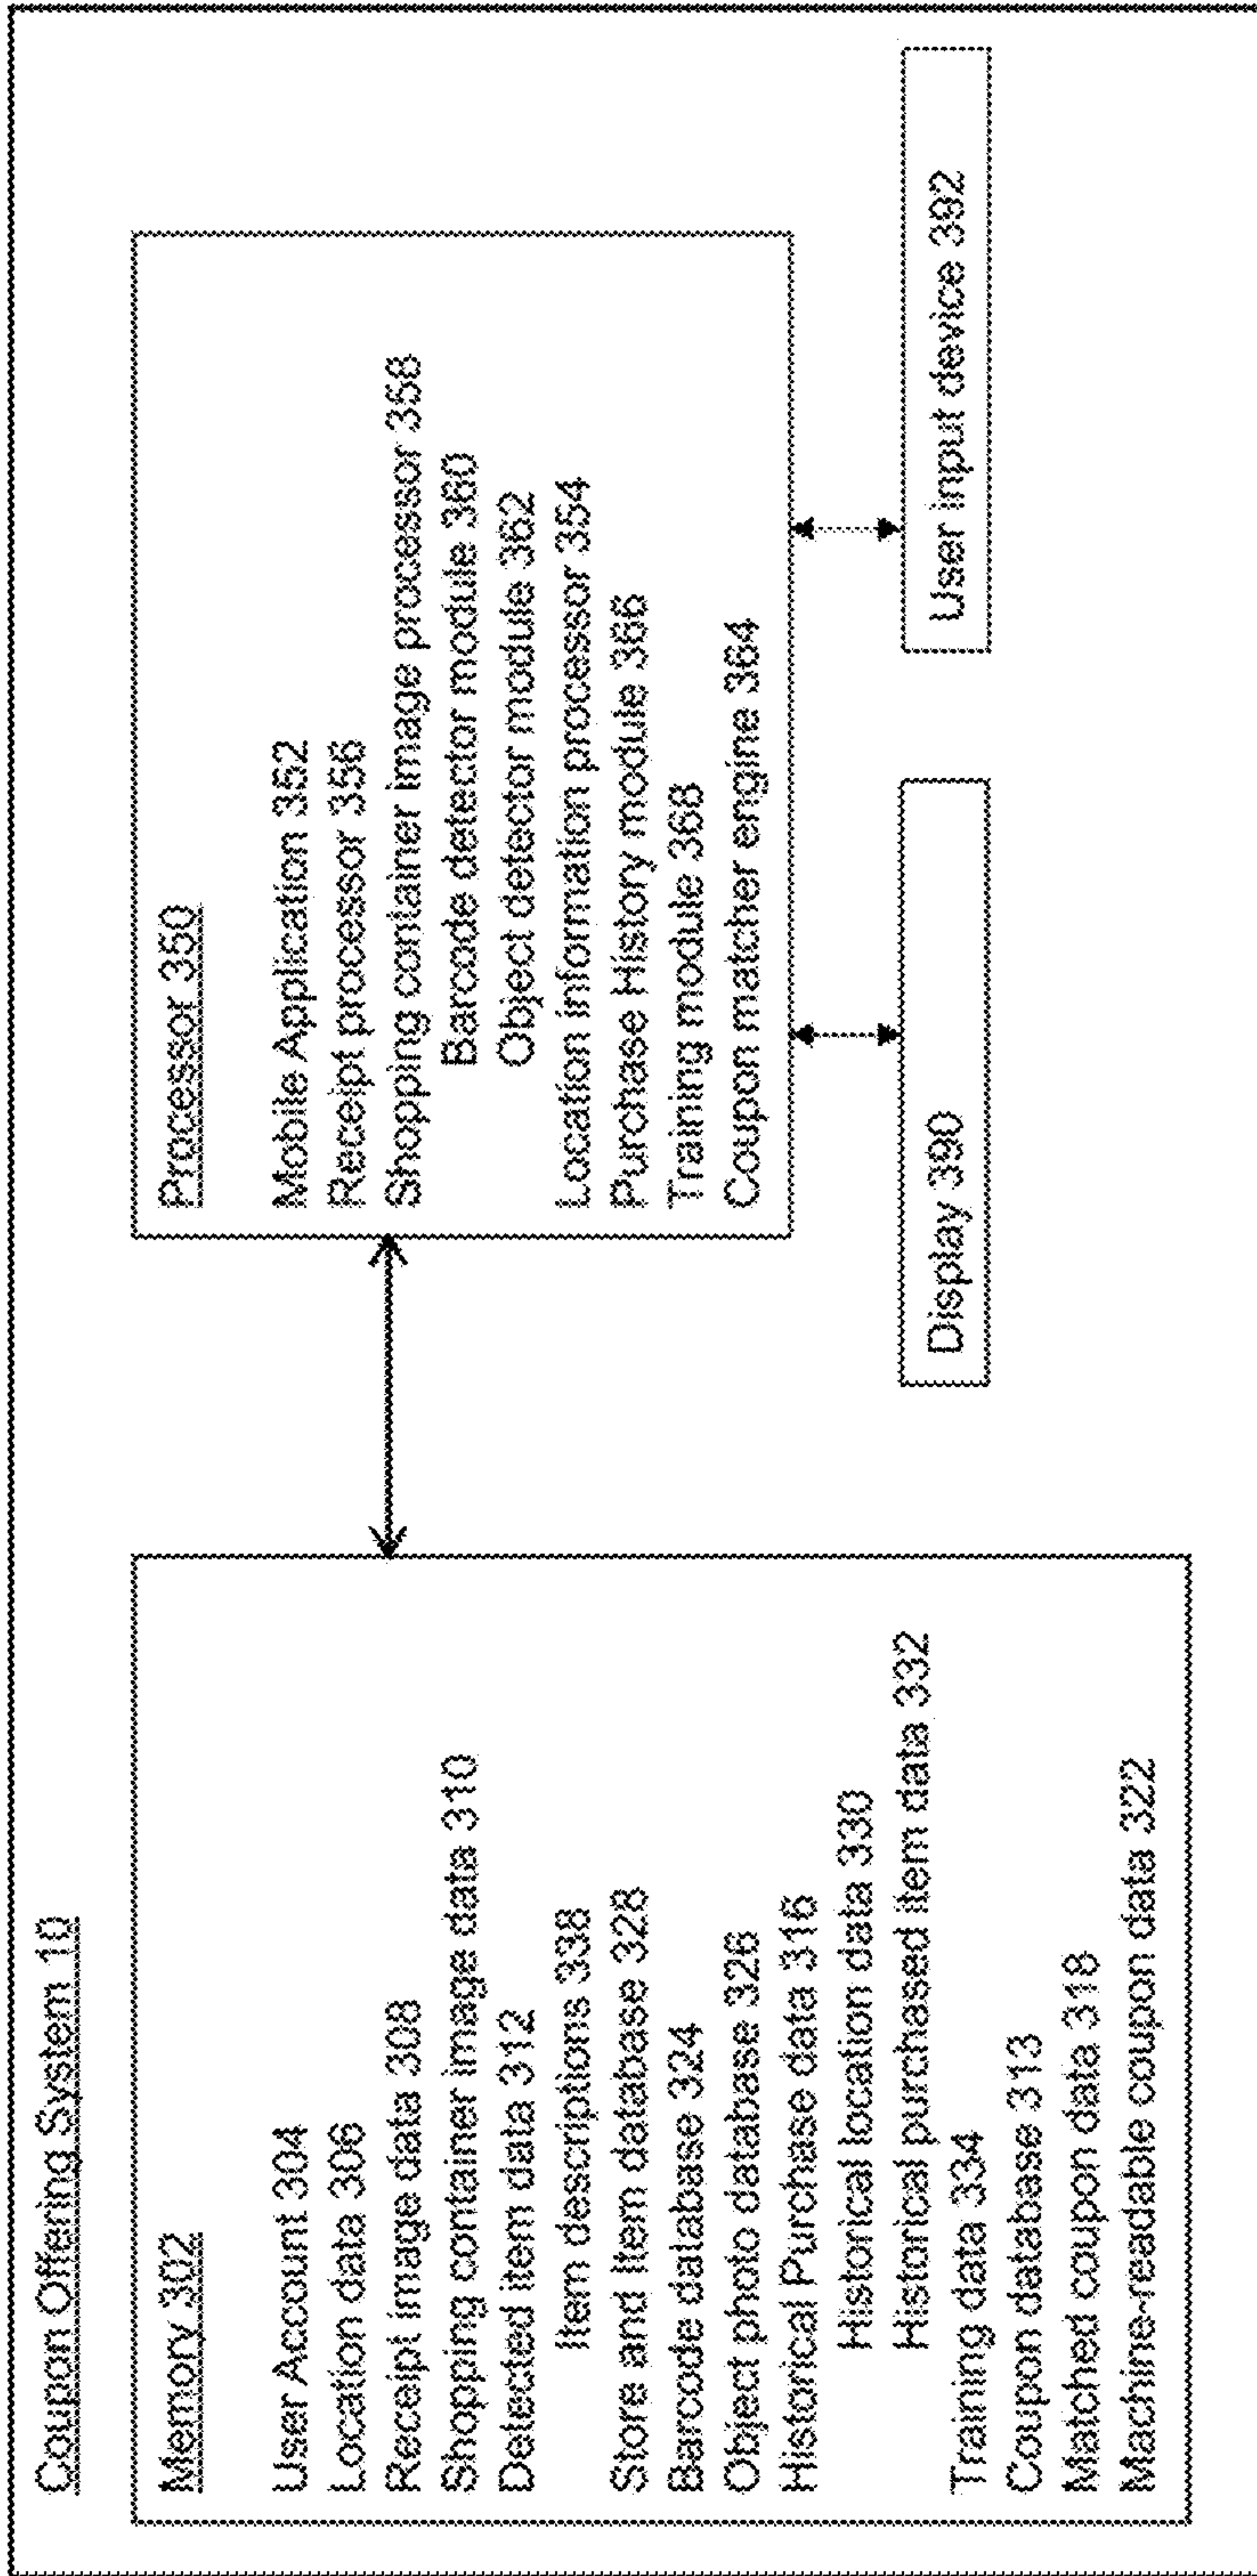 Coupon Offering System 10
Memory 302
User Account 304
Location data 306
Receipt image data 308
Shopping container image data 310
Detected item data 312
Item descriptions 338
Store and Item database 328
Barcode database 324
Object photo database 326
Historical Purchase data 316
Historical location data 330
Historical purchased item data 332
Training data 334
Coupon database 313
Matched coupon data 318
Machine-readable coupon data 322
Processor 350
Mobile Application 352
Receipt processor 356
Shopping container image processor 358
Barcode detector module 360
Object detector module 362
Location information processor 354
Purchase History module 366
Training module 368
Coupon matcher engine 364
Display 390
User input device 392